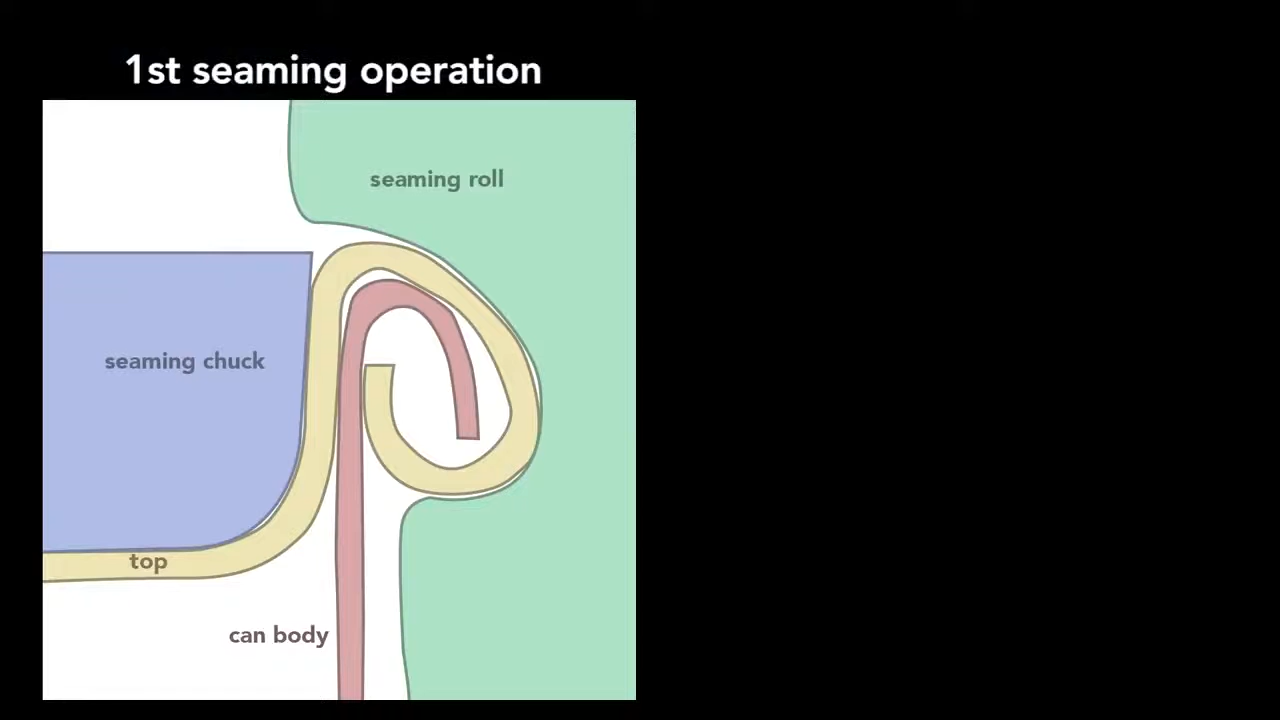 1st seaming operation
seaming roll
seaming chuck
top
can body